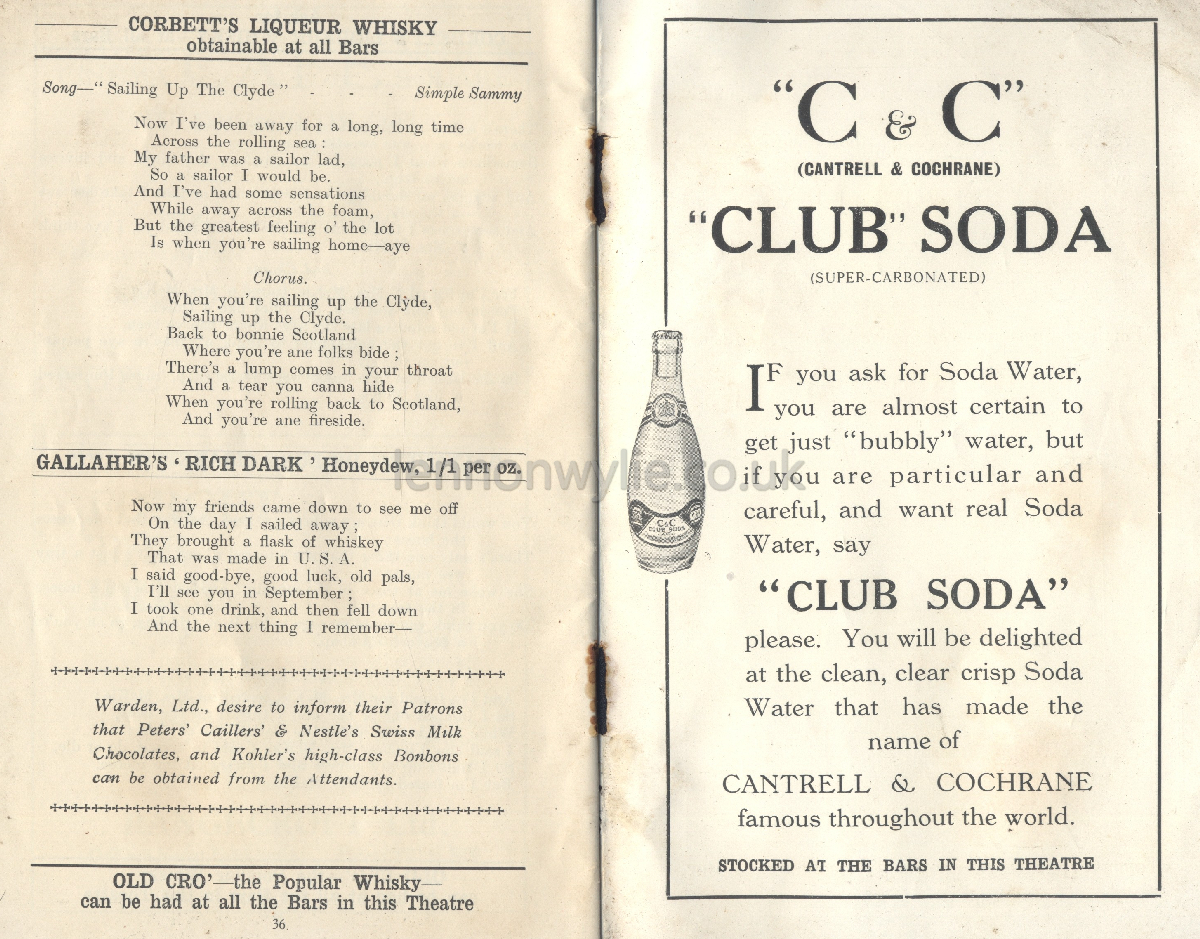 CORBETT'S LIQUEUR WHISKY
obtainable at all Bars
Song—"Sailing Up The Clyde" - - - Simple Sammy
Now I've been away for a long, long time
Across the rolling sea :
My father was a sailor lad,
So a sailor I would be.
And I've had some sensations
While away across the foam,
But the greatest feeling o' the lot
Is when you're sailing home—aye
Chorus.
When you're sailing up the Clyde,
Sailing up the Clyde.
Back to bonnie Scotland
Where you're ane folks bide ;
There's a lump comes in your throat
And a tear you canna hide
When you're rolling back to Scotland,
And you're ane fireside.
GALLAHER'S ' RICH DARK ' Honeydew, 1/1 per oz.
Now my friends came down to see me off
On the day I sailed away ;
They brought a flask of whiskey
That was made in U. S. A.
I said good-bye, good luck, old pals,
I'll see you in September ;
I took one drink, and then fell down
And the next thing I remember—
Warden, Ltd., desire to inform their Patrons
that Peters' Caillers' & Nestle's Swiss Milk
Chocolates, and Kohler's high-class Bonbons
can be obtained from the Attendants.
OLD CRO'—the Popular Whisky—
can be had at all the Bars in this Theatre
36
"C & C"
(CANTRELL & COCHRANE)
"CLUB" SODA
(SUPER-CARBONATED)
IF you ask for Soda Water,
you are almost certain to
get just "bubbly" water, but
if you are particular and
careful, and want real Soda
Water, say
"CLUB SODA"
please. You will be delighted
at the clean, clear crisp Soda
Water that has made the
name of
CANTRELL & COCHRANE
famous throughout the world.
STOCKED AT THE BARS IN THIS THEATRE
C&C
CLUB SODA
lennonwylie.co.uk